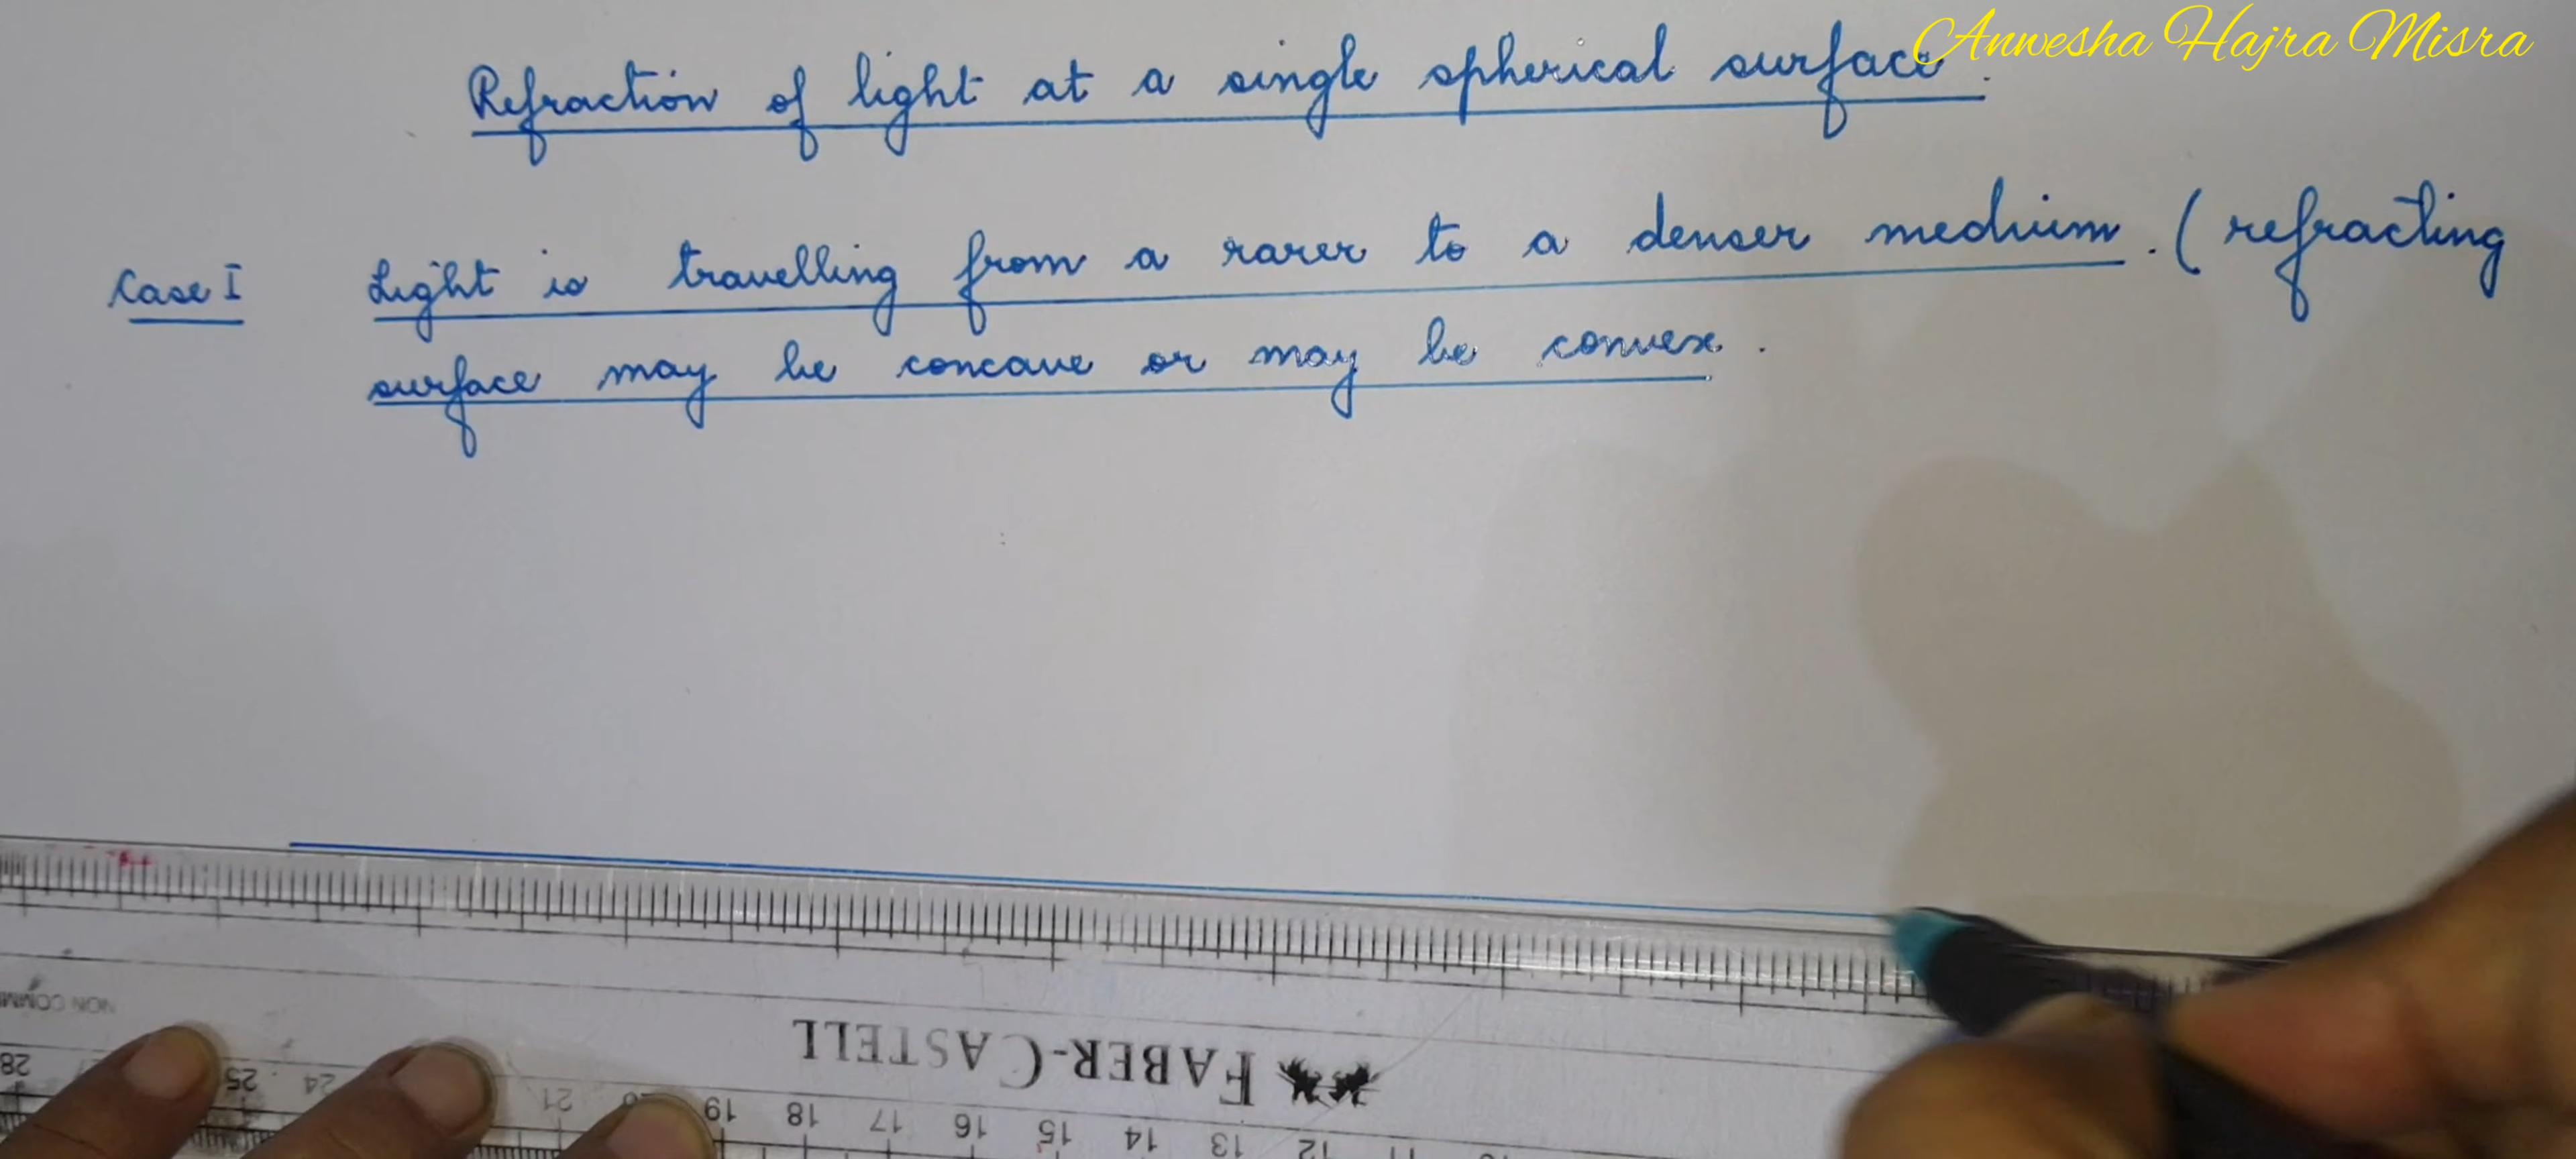 Anwesha Hajra Misra
Refraction of light at a single spherical surface.
Case I Light is travelling from a rarer to a denser medium. (refracting
surface may be concave or may be convex.
FABER-CASTELL
28 25 24 21 19 18 17 16 15 14 13 12 11